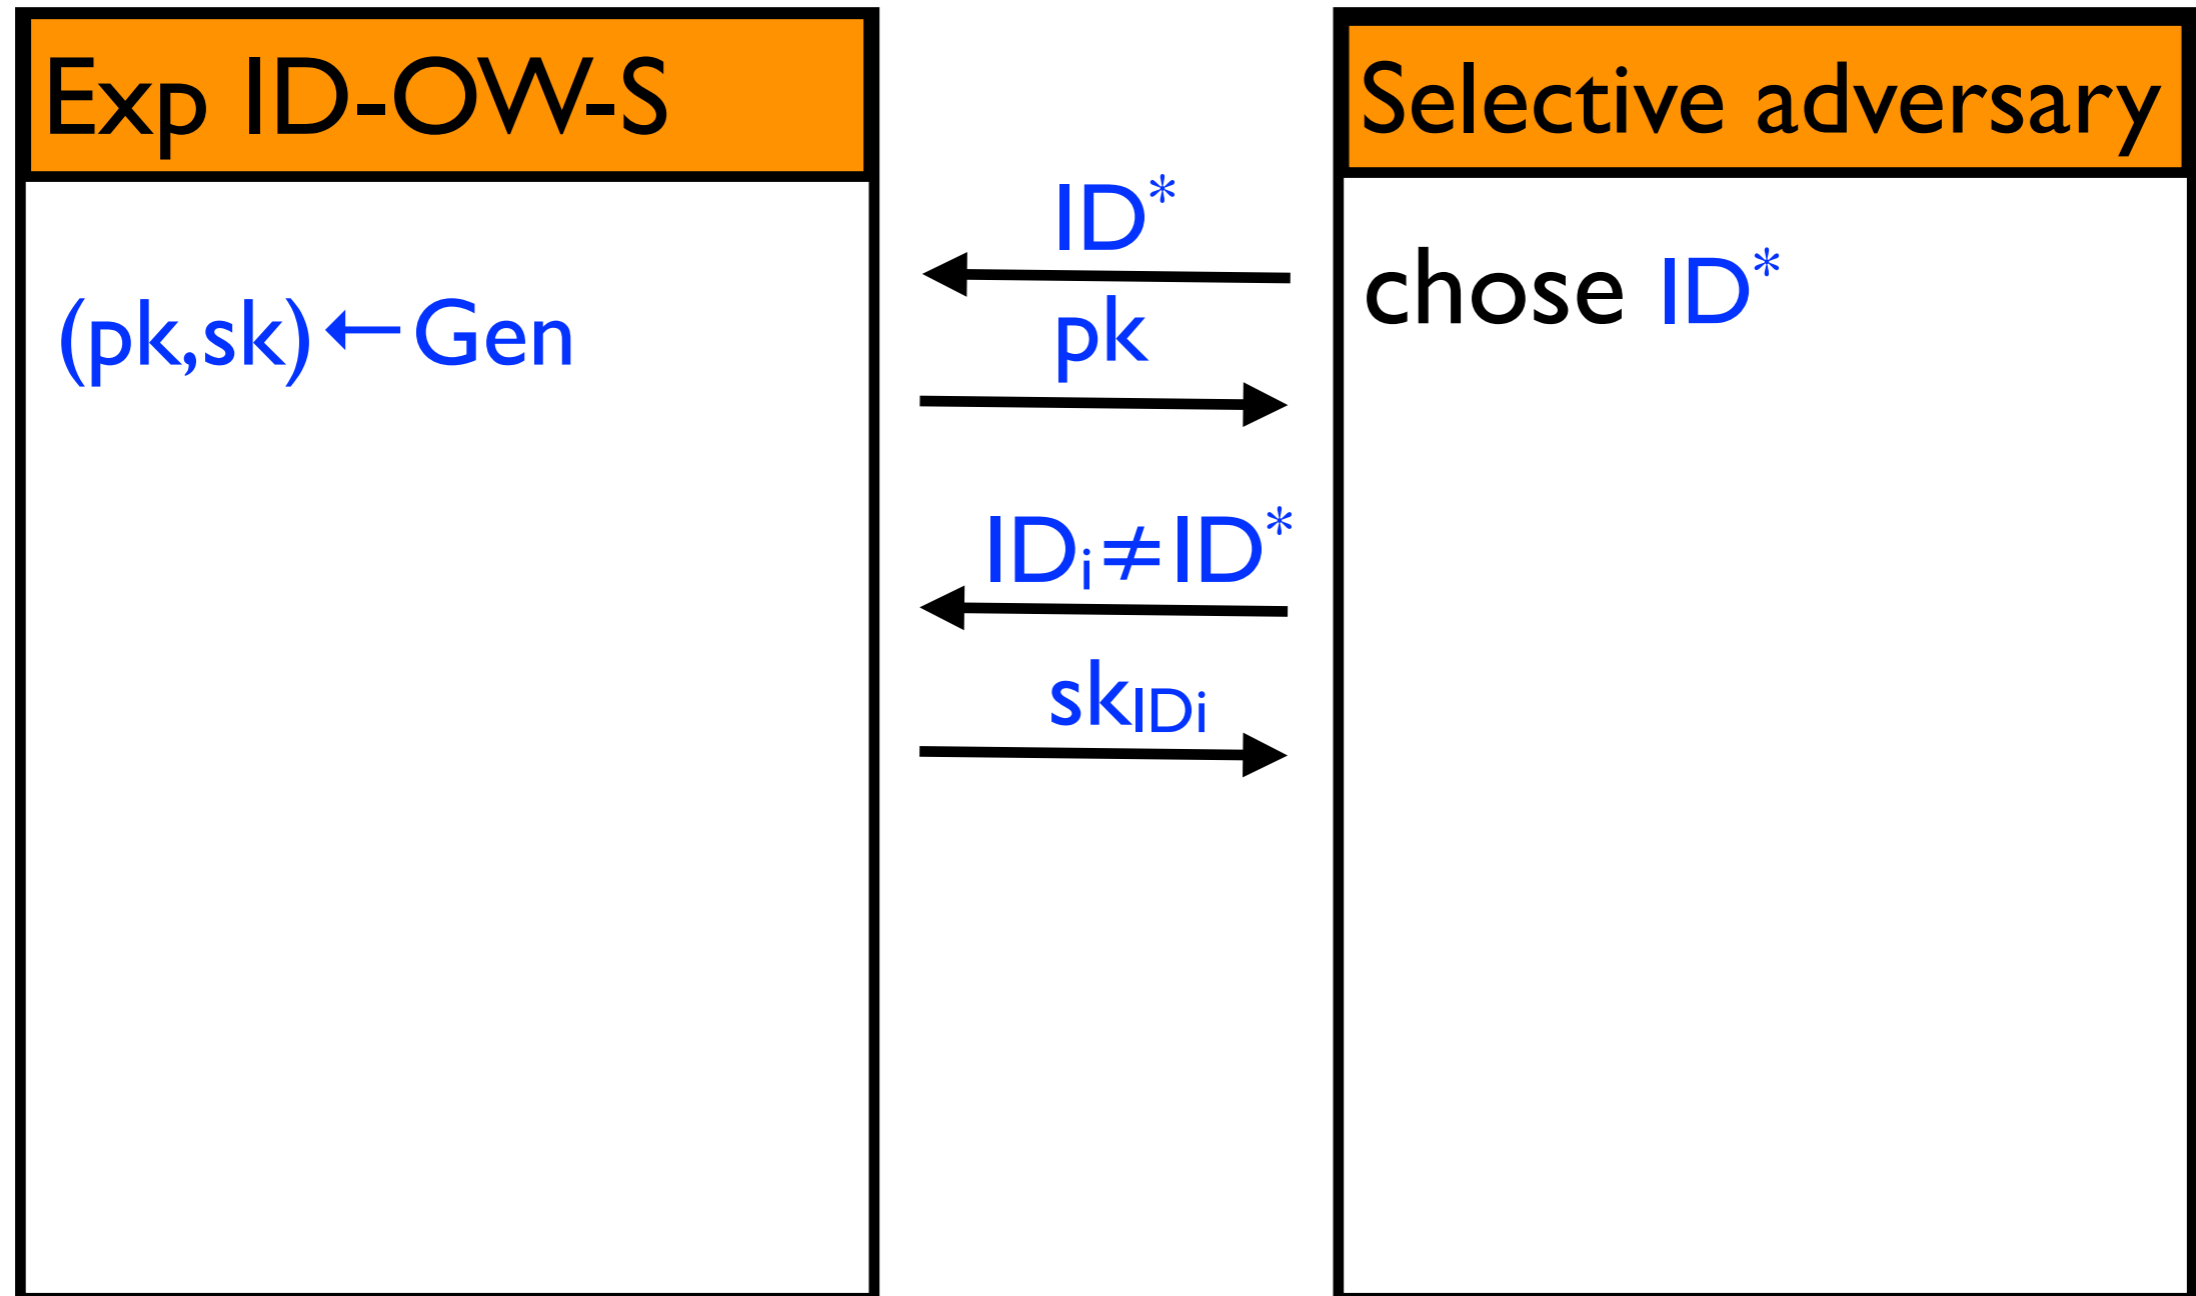 Exp ID-OW-S
(pk,sk)←Gen
ID*
pk
IDi≠ID*
skIDi
Selective adversary
chose ID*